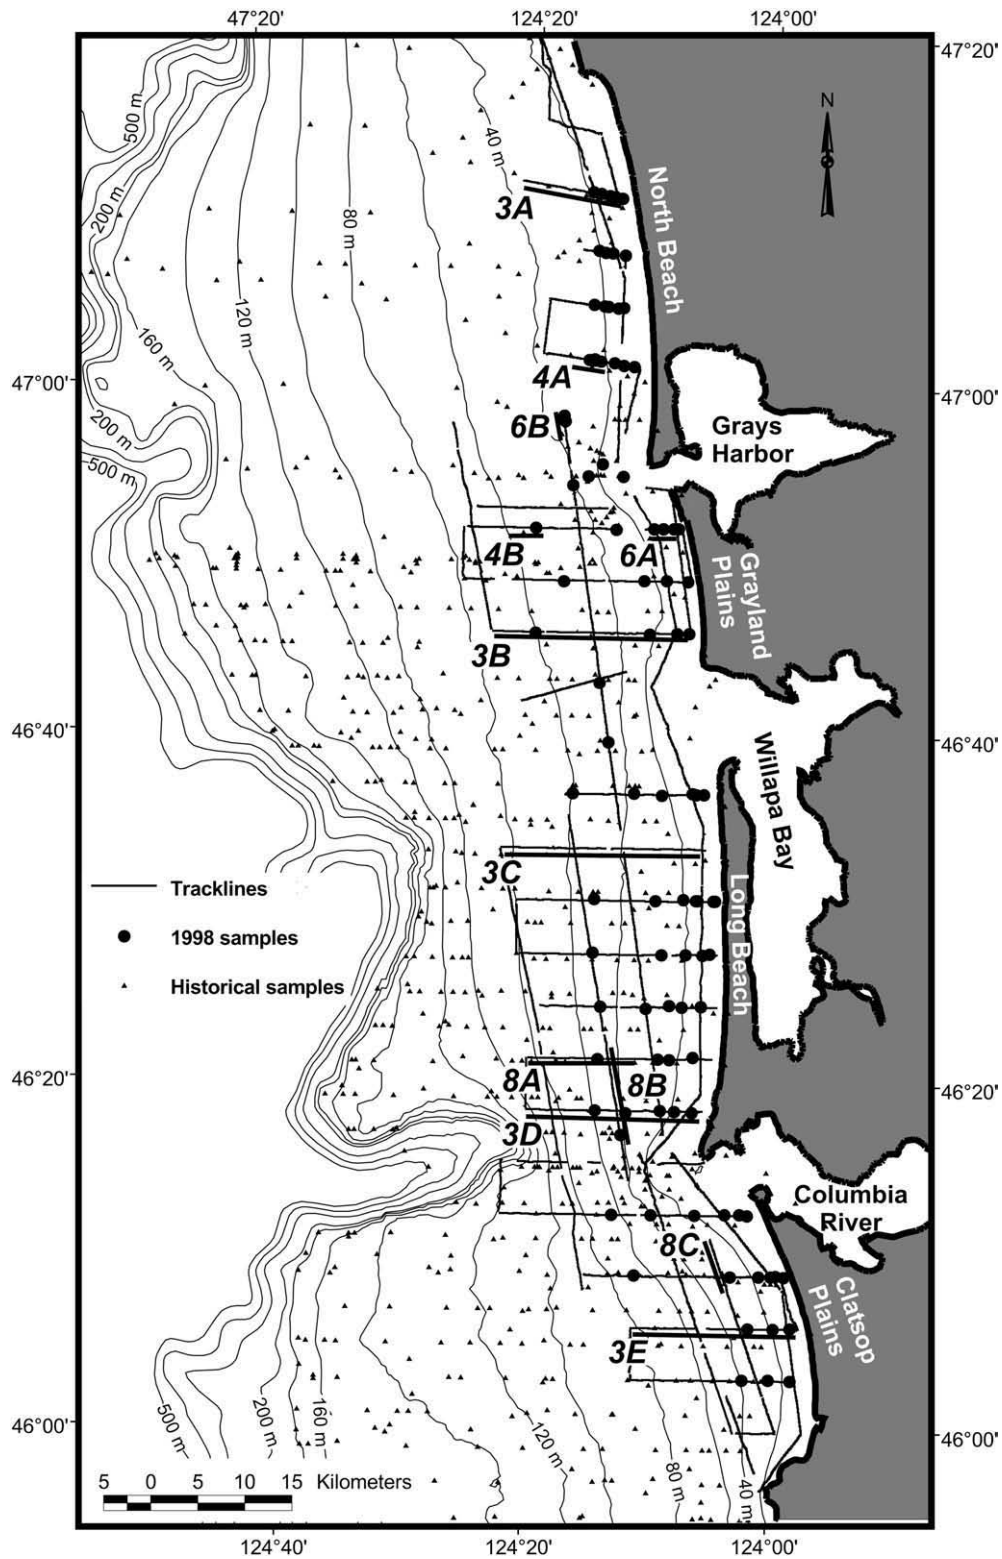 47°20'
124°20'
124°00'
47°20'
500 m
40 m
N
200 m
3A
North Beach
80 m
120 m
160 m
47°00'
4A
47°00'
200 m
6B
Grays
Harbor
500 m
4B
6A
Grayland
Plains
3B
46°40'
46°40'
Willapa Bay
3C
Tracklines
Long Beach
1998 samples
Historical samples
46°20'
8A
8B
46°20'
3D
Columbia
River
8C
Clatsop
Plains
3E
46°00'
500 m
200 m
160 m
120 m
80 m
40 m
46°00'
5 0 5 10 15 Kilometers
124°40'
124°20'
124°00'